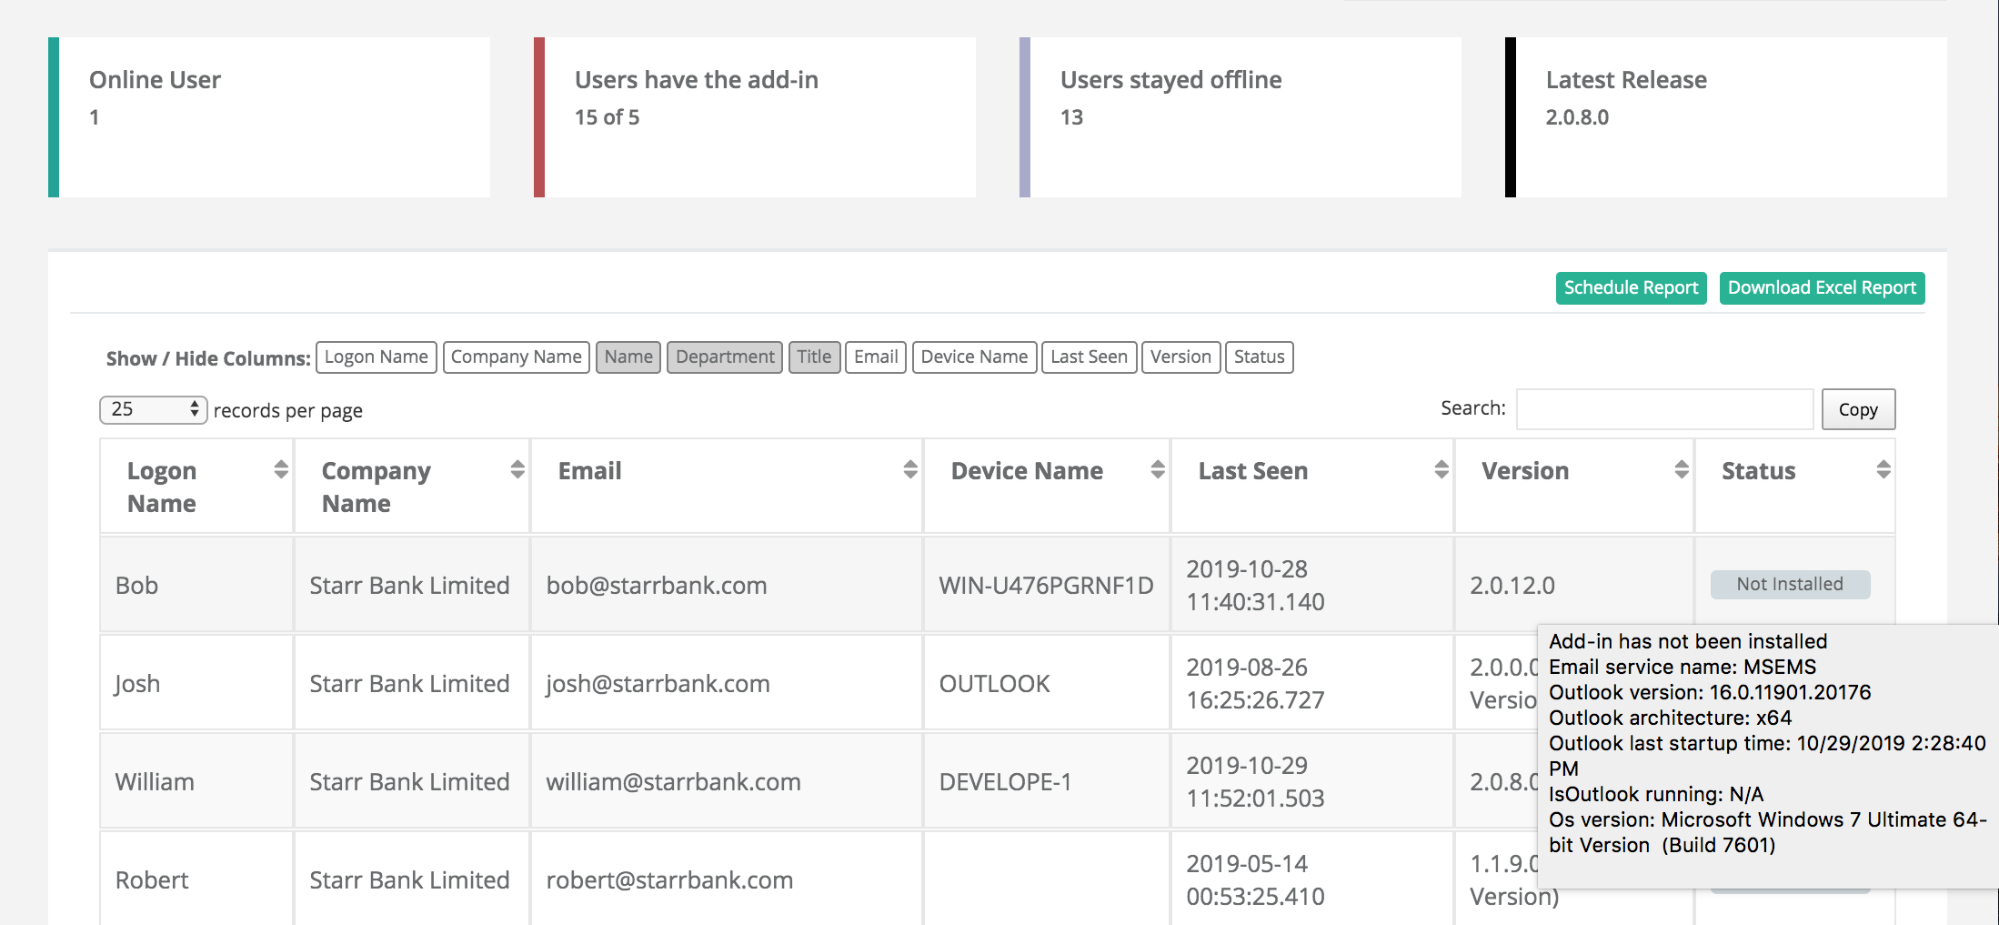 Online User
1
Users have the add-in
15 of 5
Users stayed offline
13
Latest Release
2.0.8.0
Schedule Report
Download Excel Report
Show / Hide Columns: Logon Name Company Name Name Department Title Email Device Name Last Seen Version Status
25 records per page
Search:
Copy
Logon Name
Company Name
Email
Device Name
Last Seen
Version
Status
Bob
Starr Bank Limited
bob@starrbank.com
WIN-U476PGRNF1D
2019-10-28
11:40:31.140
2.0.12.0
Not Installed
Josh
Starr Bank Limited
josh@starrbank.com
OUTLOOK
2019-08-26
16:25:26.727
2.0.0.0
Versio
William
Starr Bank Limited
william@starrbank.com
DEVELOPE-1
2019-10-29
11:52:01.503
2.0.8.0
Robert
Starr Bank Limited
robert@starrbank.com
2019-05-14
00:53:25.410
1.1.9.0
Version)
Add-in has not been installed
Email service name: MSEMS
Outlook version: 16.0.11901.20176
Outlook architecture: x64
Outlook last startup time: 10/29/2019 2:28:40
PM
IsOutlook running: N/A
Os version: Microsoft Windows 7 Ultimate 64-
bit Version (Build 7601)